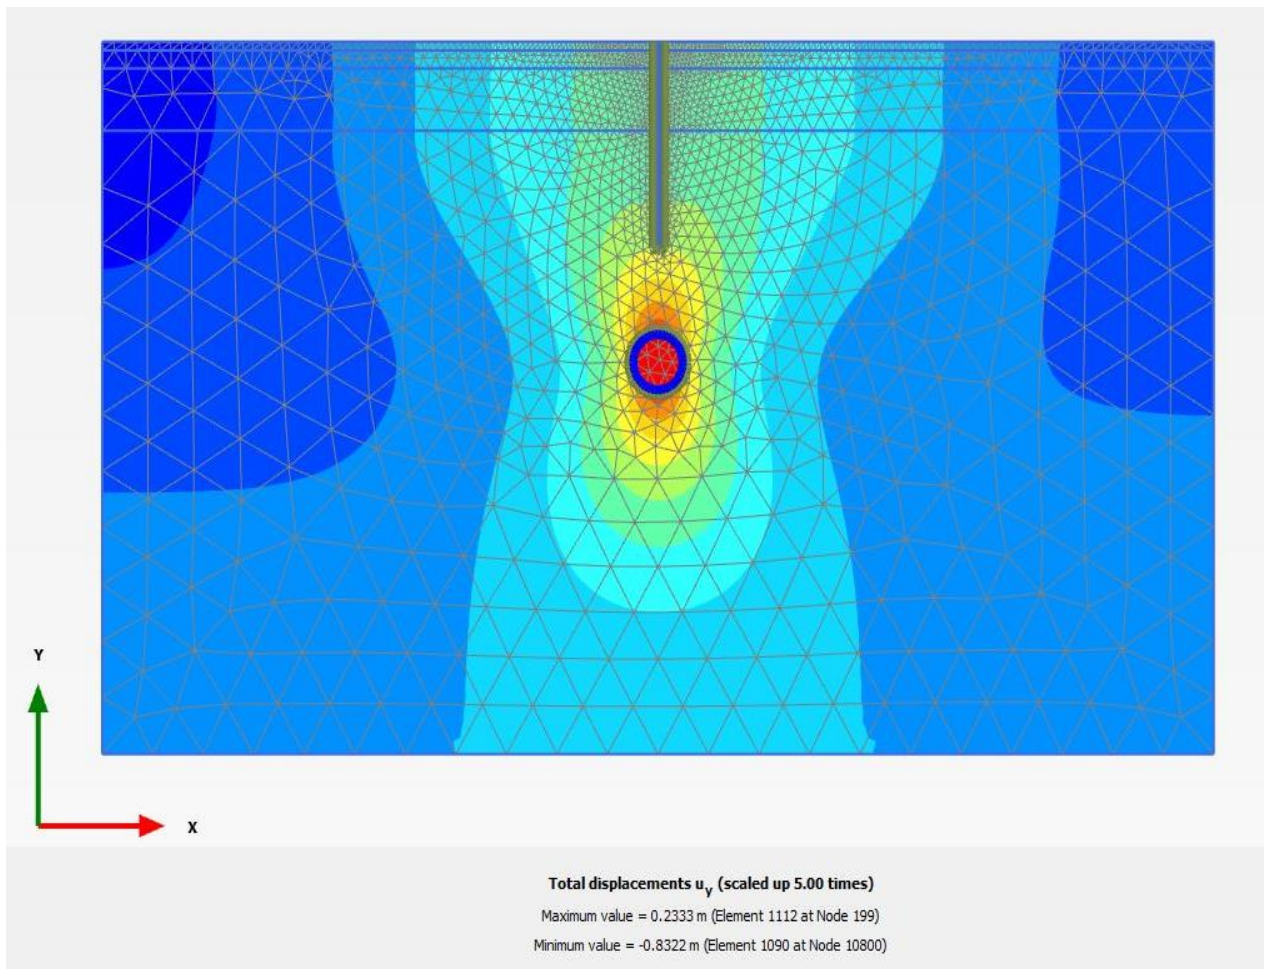 Y
X
Total displacements uy (scaled up 5.00 times)
Maximum value = 0.2333 m (Element 1112 at Node 199)
Minimum value = -0.8322 m (Element 1090 at Node 10800)